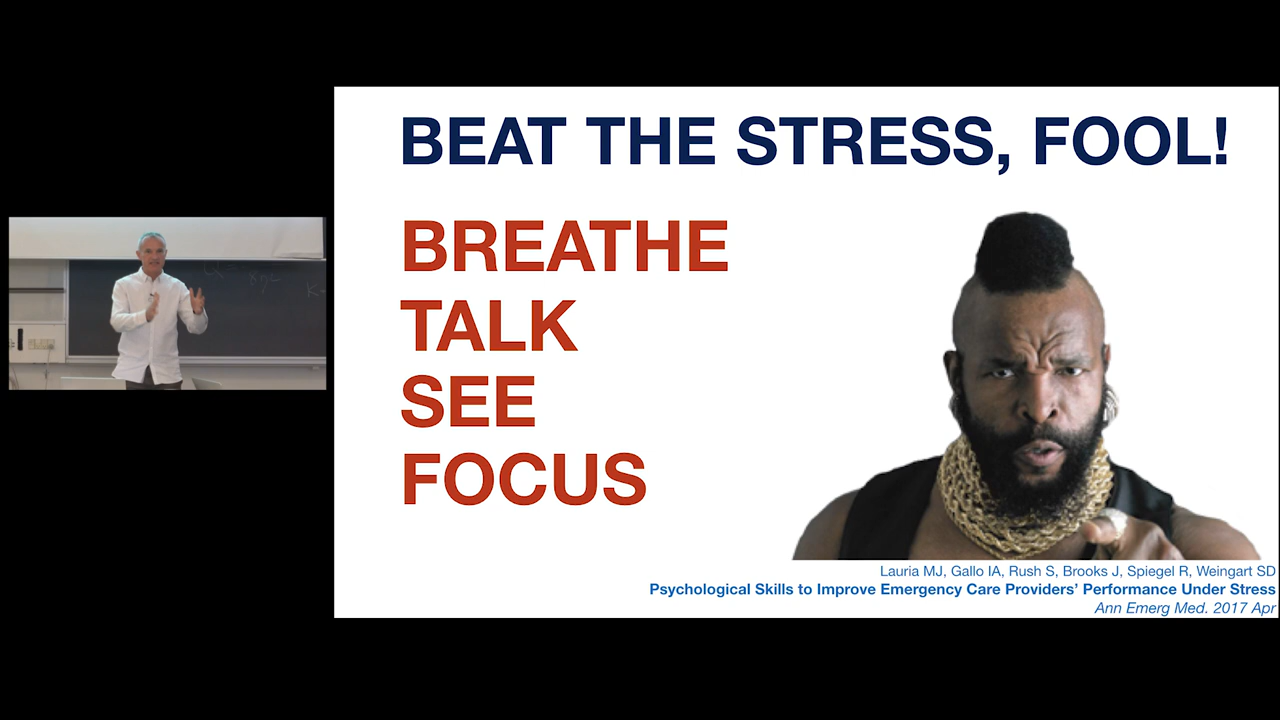 BEAT THE STRESS, FOOL!
BREATHE
TALK
SEE
FOCUS
Lauria MJ, Gallo IA, Rush S, Brooks J, Spiegel R, Weingart SD
Psychological Skills to Improve Emergency Care Providers’ Performance Under Stress
Ann Emerg Med. 2017 Apr